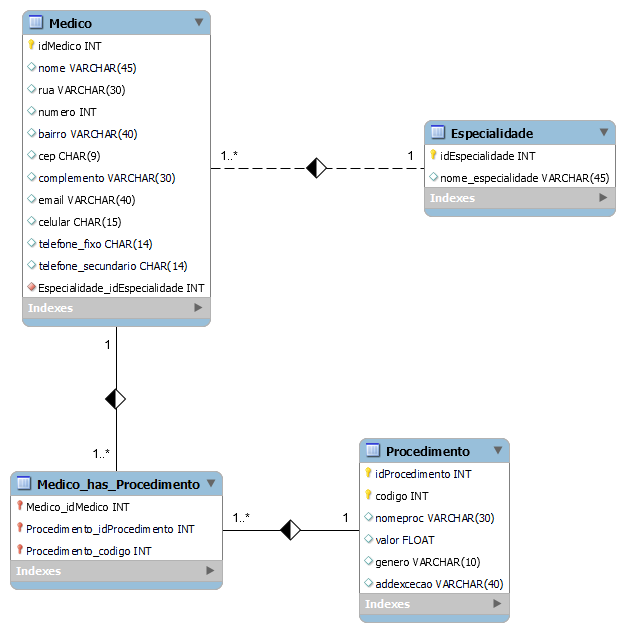 Medico
idMedico INT
nome VARCHAR(45)
rua VARCHAR(30)
numero INT
bairro VARCHAR(40)
cep CHAR(9)
complemento VARCHAR(30)
email VARCHAR(40)
celular CHAR(15)
telefone_fixo CHAR(14)
telefone_secundario CHAR(14)
Especialidade_idEspecialidade INT
Indexes
1..*
1
Especialidade
idEspecialidade INT
nome_especialidade VARCHAR(45)
Indexes
1
1..*
Medico_has_Procedimento
Medico_idMedico INT
Procedimento_idProcedimento INT
Procedimento_codigo INT
Indexes
1..*
1
Procedimento
idProcedimento INT
codigo INT
nomeproc VARCHAR(30)
valor FLOAT
genero VARCHAR(10)
addexcecao VARCHAR(40)
Indexes